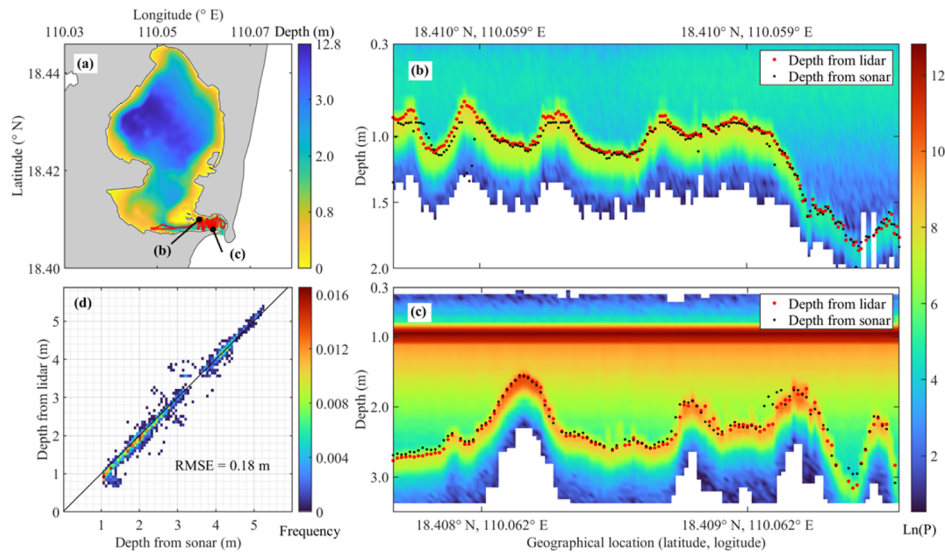 Longitude (° E)
110.03 110.05 110.07 Depth (m)
(a)
12.8
3.0
2.0
0.8
0
Latitude (° N)
18.44
18.42
18.40
(b)
(c)
18.410° N, 110.059° E 18.410° N, 110.059° E
(b)
Depth from lidar
Depth from sonar
Depth (m)
0.3
1.0
1.5
2.0
(d)
0.016
0.012
0.008
0.004
0
Frequency
Depth from lidar (m)
5
4
3
2
1
0
RMSE = 0.18 m
1 2 3 4 5
Depth from sonar (m)
(c)
Depth from lidar
Depth from sonar
Depth (m)
0.3
1.0
2.0
3.0
18.408° N, 110.062° E 18.409° N, 110.062° E
Geographical location (latitude, logitude)
12
10
8
6
4
2
Ln(P)